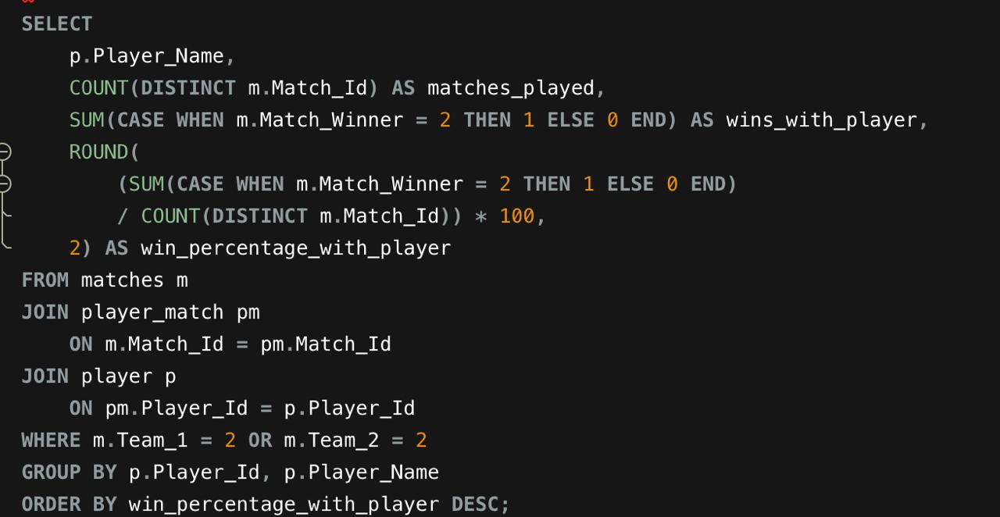 SELECT
    p.Player_Name,
    COUNT(DISTINCT m.Match_Id) AS matches_played,
    SUM(CASE WHEN m.Match_Winner = 2 THEN 1 ELSE 0 END) AS wins_with_player,
    ROUND(
        (SUM(CASE WHEN m.Match_Winner = 2 THEN 1 ELSE 0 END)
        / COUNT(DISTINCT m.Match_Id)) * 100,
    2) AS win_percentage_with_player
FROM matches m
JOIN player_match pm
    ON m.Match_Id = pm.Match_Id
JOIN player p
    ON pm.Player_Id = p.Player_Id
WHERE m.Team_1 = 2 OR m.Team_2 = 2
GROUP BY p.Player_Id, p.Player_Name
ORDER BY win_percentage_with_player DESC;